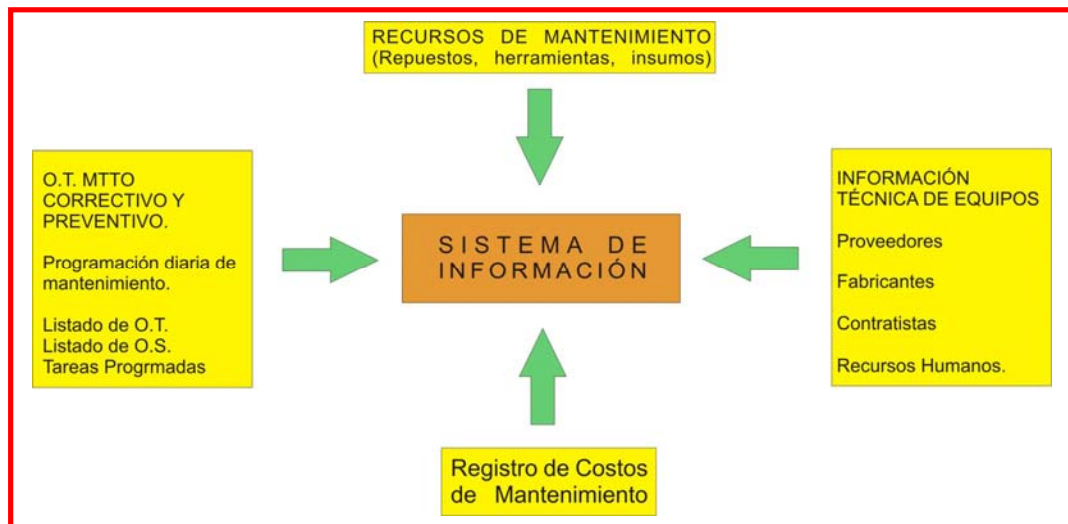 RECURSOS DE MANTENIMIENTO
(Repuestos, herramientas, insumos)
O.T. MTTO
CORRECTIVO Y
PREVENTIVO.
Programación diaria de
mantenimiento.
Listado de O.T.
Listado de O.S.
Tareas Progrmadas
SISTEMA DE
INFORMACIÓN
INFORMACIÓN
TÉCNICA DE EQUIPOS
Proveedores
Fabricantes
Contratistas
Recursos Humanos.
Registro de Costos
de Mantenimiento